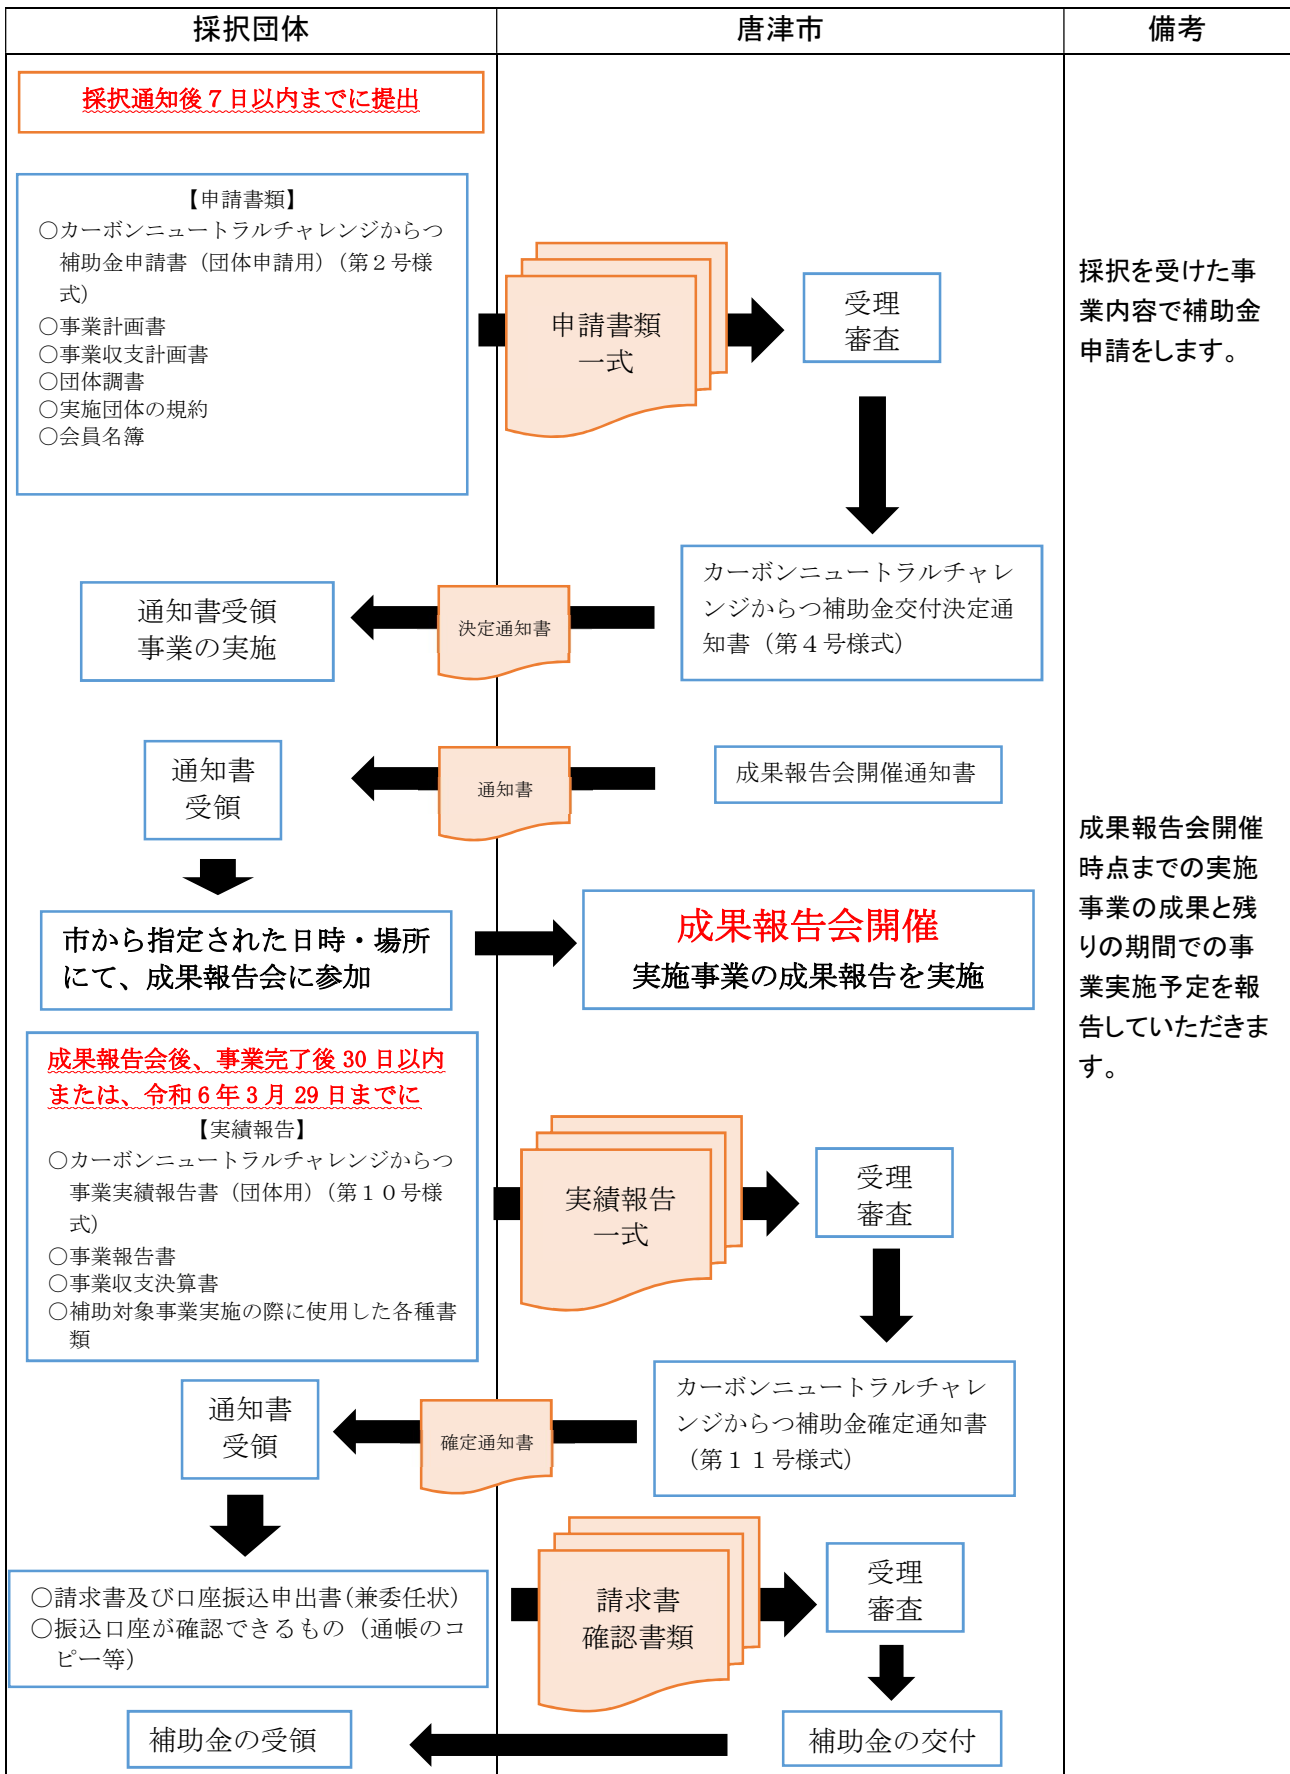 採択団体
唐津市
備考
採択通知後７日以内までに提出
【申請書類】
○カーボンニュートラルチャレンジからつ
補助金申請書（団体申請用）（第２号様
式）
○事業計画書
○事業収支計画書
○団体調書
○実施団体の規約
○会員名簿
申請書類
一式
受理
審査
採択を受けた事
業内容で補助金
申請をします。
カーボンニュートラルチャレ
ンジからつ補助金交付決定通
知書（第４号様式）
決定通知書
通知書受領
事業の実施
成果報告会開催通知書
通知書
通知書
受領
市から指定された日時・場所
にて、成果報告会に参加
成果報告会開催
実施事業の成果報告を実施
成果報告会開催
時点までの実施
事業の成果と残
りの期間での事
業実施予定を報
告していただきま
す。
成果報告会後、事業完了後 30 日以内
または、令和６年３月 29 日までに
【実績報告】
○カーボンニュートラルチャレンジからつ
事業実績報告書（団体用）（第１０号様
式）
○事業報告書
○事業収支決算書
○補助対象事業実施の際に使用した各種書
類
実績報告
一式
受理
審査
カーボンニュートラルチャレ
ンジからつ補助金確定通知書
（第１１号様式）
確定通知書
通知書
受領
○請求書及び口座振込申出書(兼委任状)
○振込口座が確認できるもの（通帳のコ
ピー等）
請求書
確認書類
受理
審査
補助金の交付
補助金の受領